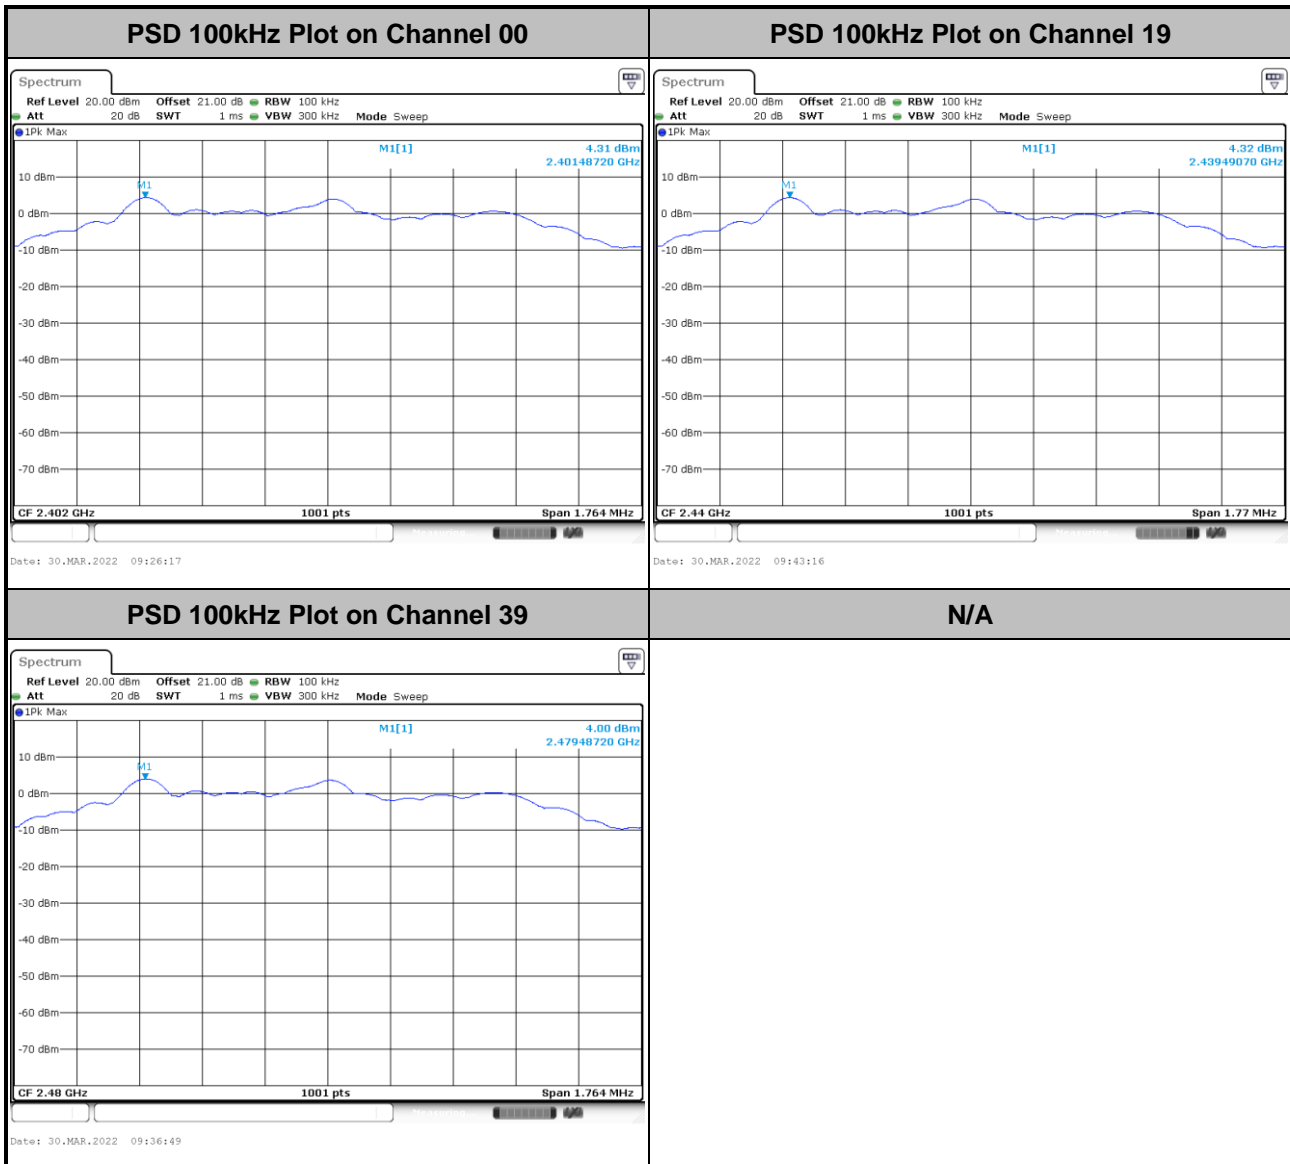 PSD 100kHz Plot on Channel 00
Spectrum
Ref Level 20.00 dBm Offset 21.00 dB RBW 100 kHz
Att 20 dB SWT 1 ms VBW 300 kHz Mode Sweep
1Pk Max
M1[1] 4.31 dBm
2.40148720 GHz
M1
10 dBm
0 dBm
-10 dBm
-20 dBm
-30 dBm
-40 dBm
-50 dBm
-60 dBm
-70 dBm
CF 2.402 GHz 1001 pts Span 1.764 MHz
Measuring
Date: 30.MAR.2022 09:26:17
PSD 100kHz Plot on Channel 19
Spectrum
Ref Level 20.00 dBm Offset 21.00 dB RBW 100 kHz
Att 20 dB SWT 1 ms VBW 300 kHz Mode Sweep
1Pk Max
M1[1] 4.32 dBm
2.43949070 GHz
M1
10 dBm
0 dBm
-10 dBm
-20 dBm
-30 dBm
-40 dBm
-50 dBm
-60 dBm
-70 dBm
CF 2.44 GHz 1001 pts Span 1.77 MHz
Measuring
Date: 30.MAR.2022 09:43:16
PSD 100kHz Plot on Channel 39
Spectrum
Ref Level 20.00 dBm Offset 21.00 dB RBW 100 kHz
Att 20 dB SWT 1 ms VBW 300 kHz Mode Sweep
1Pk Max
M1[1] 4.00 dBm
2.47948720 GHz
M1
10 dBm
0 dBm
-10 dBm
-20 dBm
-30 dBm
-40 dBm
-50 dBm
-60 dBm
-70 dBm
CF 2.48 GHz 1001 pts Span 1.764 MHz
Measuring
Date: 30.MAR.2022 09:36:49
N/A